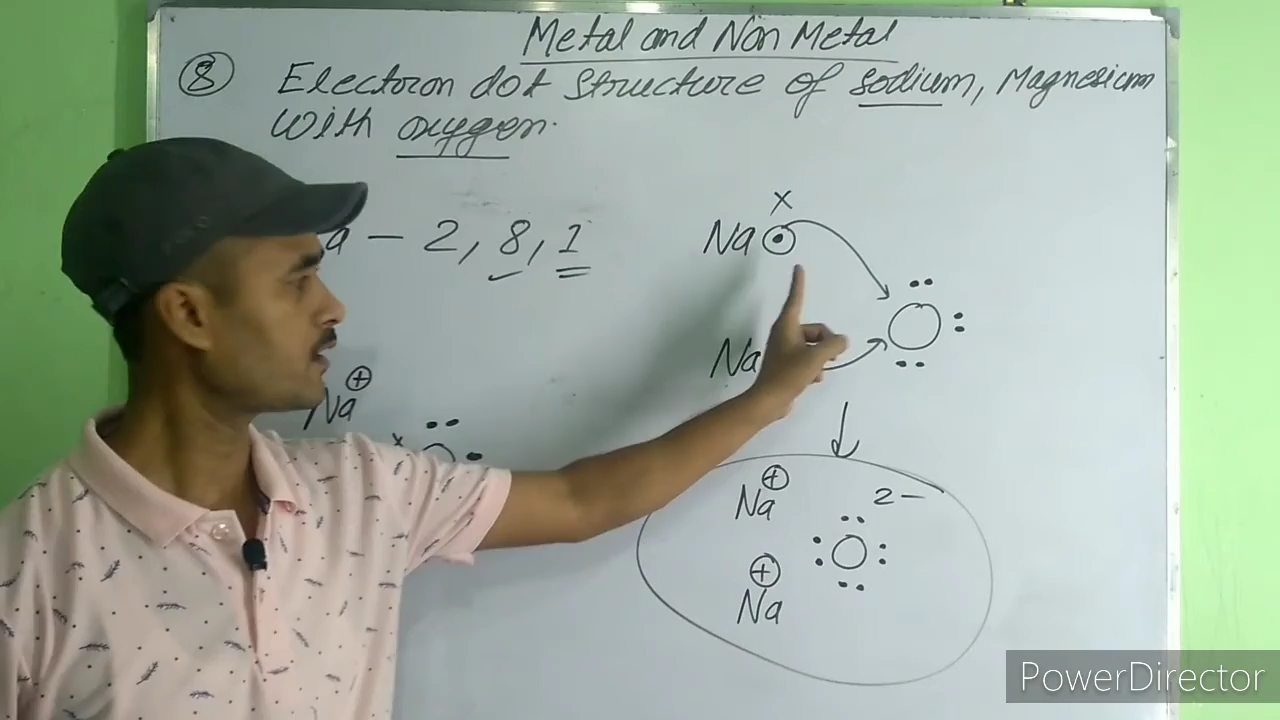 Metal and Non Metal
8 Electron dot structure of sodium, Magnesium
with oxygen.
a - 2, 8, 1
x
Na
Na
Na +
x
Na +
2-
O
Na +
PowerDirector